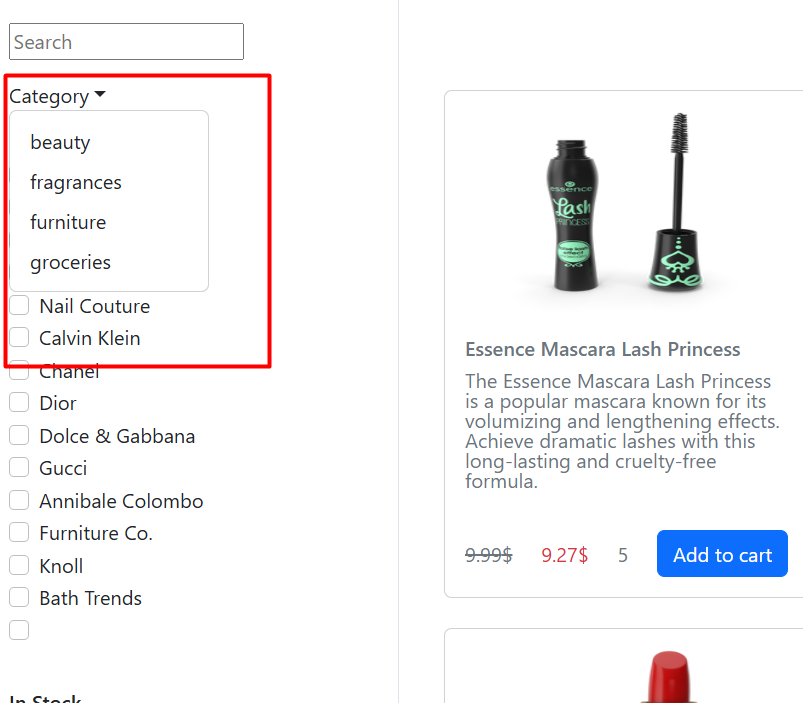 Search
Category
beauty
fragrances
furniture
groceries
Nail Couture
Calvin Klein
Chanel
Dior
Dolce & Gabbana
Gucci
Annibale Colombo
Furniture Co.
Knoll
Bath Trends
In Stock
essence
Lash
PRINCESS
Essence Mascara Lash Princess
The Essence Mascara Lash Princess
is a popular mascara known for its
volumizing and lengthening effects.
Achieve dramatic lashes with this
long-lasting and cruelty-free
formula.
9.99$ 9.27$ 5 Add to cart